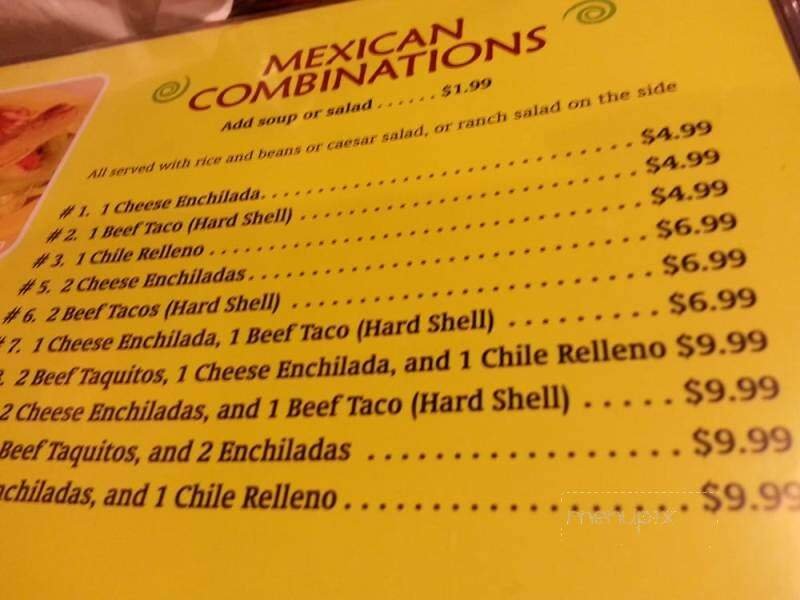 MEXICAN
COMBINATIONS
Add soup or salad . . . . . . $1.99
All served with rice and beans or caesar salad, or ranch salad on the side
# 1. 1 Cheese Enchilada. . . . . . . . . . . . . . . . . . . . . . . . . . . . $4.99
# 2. 1 Beef Taco (Hard Shell) . . . . . . . . . . . . . . . . . . . . . . . . . $4.99
# 3. 1 Chile Relleno . . . . . . . . . . . . . . . . . . . . . . . . . . . . . . . . $4.99
# 5. 2 Cheese Enchiladas. . . . . . . . . . . . . . . . . . . . . . . . . . . . . $6.99
# 6. 2 Beef Tacos (Hard Shell) . . . . . . . . . . . . . . . . . . . . . . . . . $6.99
# 7. 1 Cheese Enchilada, 1 Beef Taco (Hard Shell) . . . . . . . . . $6.99
2 Beef Taquitos, 1 Cheese Enchilada, and 1 Chile Relleno $9.99
2 Cheese Enchiladas, and 1 Beef Taco (Hard Shell) . . . . . $9.99
Beef Taquitos, and 2 Enchiladas . . . . . . . . . . . . . . . . . . $9.99
nchiladas, and 1 Chile Relleno . . . . . . . . . . . . . . . . . . . $9.99
menupix